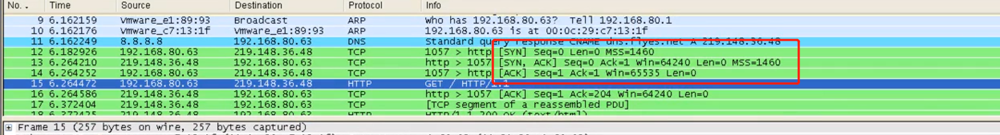 No. . Time Source Destination Protocol Info
9 6.162159 Vmware_e1:89:93 Broadcast ARP who has 192.168.80.63? Tell 192.168.80.1
10 6.162176 Vmware_c7:13:1f Vmware_e1:89:93 ARP 192.168.80.63 is at 00:0c:29:c7:13:1f
11 6.162249 8.8.8.8 192.168.80.63 DNS Standard query response CNAME dns.flyes.net A 219.148.36.48
12 6.182926 192.168.80.63 219.148.36.48 TCP 1057 > http [SYN] Seq=0 Len=0 MSS=1460
13 6.264210 219.148.36.48 192.168.80.63 TCP http > 1057 [SYN, ACK] Seq=0 Ack=1 Win=64240 Len=0 MSS=1460
14 6.264252 192.168.80.63 219.148.36.48 TCP 1057 > http [ACK] Seq=1 Ack=1 Win=65535 Len=0
15 6.264472 192.168.80.63 219.148.36.48 HTTP GET / HTTP/1.1
16 6.264586 219.148.36.48 192.168.80.63 TCP http > 1057 [ACK] Seq=1 Ack=204 Win=64240 Len=0
17 6.372404 219.148.36.48 192.168.80.63 TCP [TCP segment of a reassembled PDU]
18 6.372425 219.148.36.48 192.168.80.63 HTTP HTTP/1.1 200 OK (text/html)
Frame 15 (257 bytes on wire, 257 bytes captured)